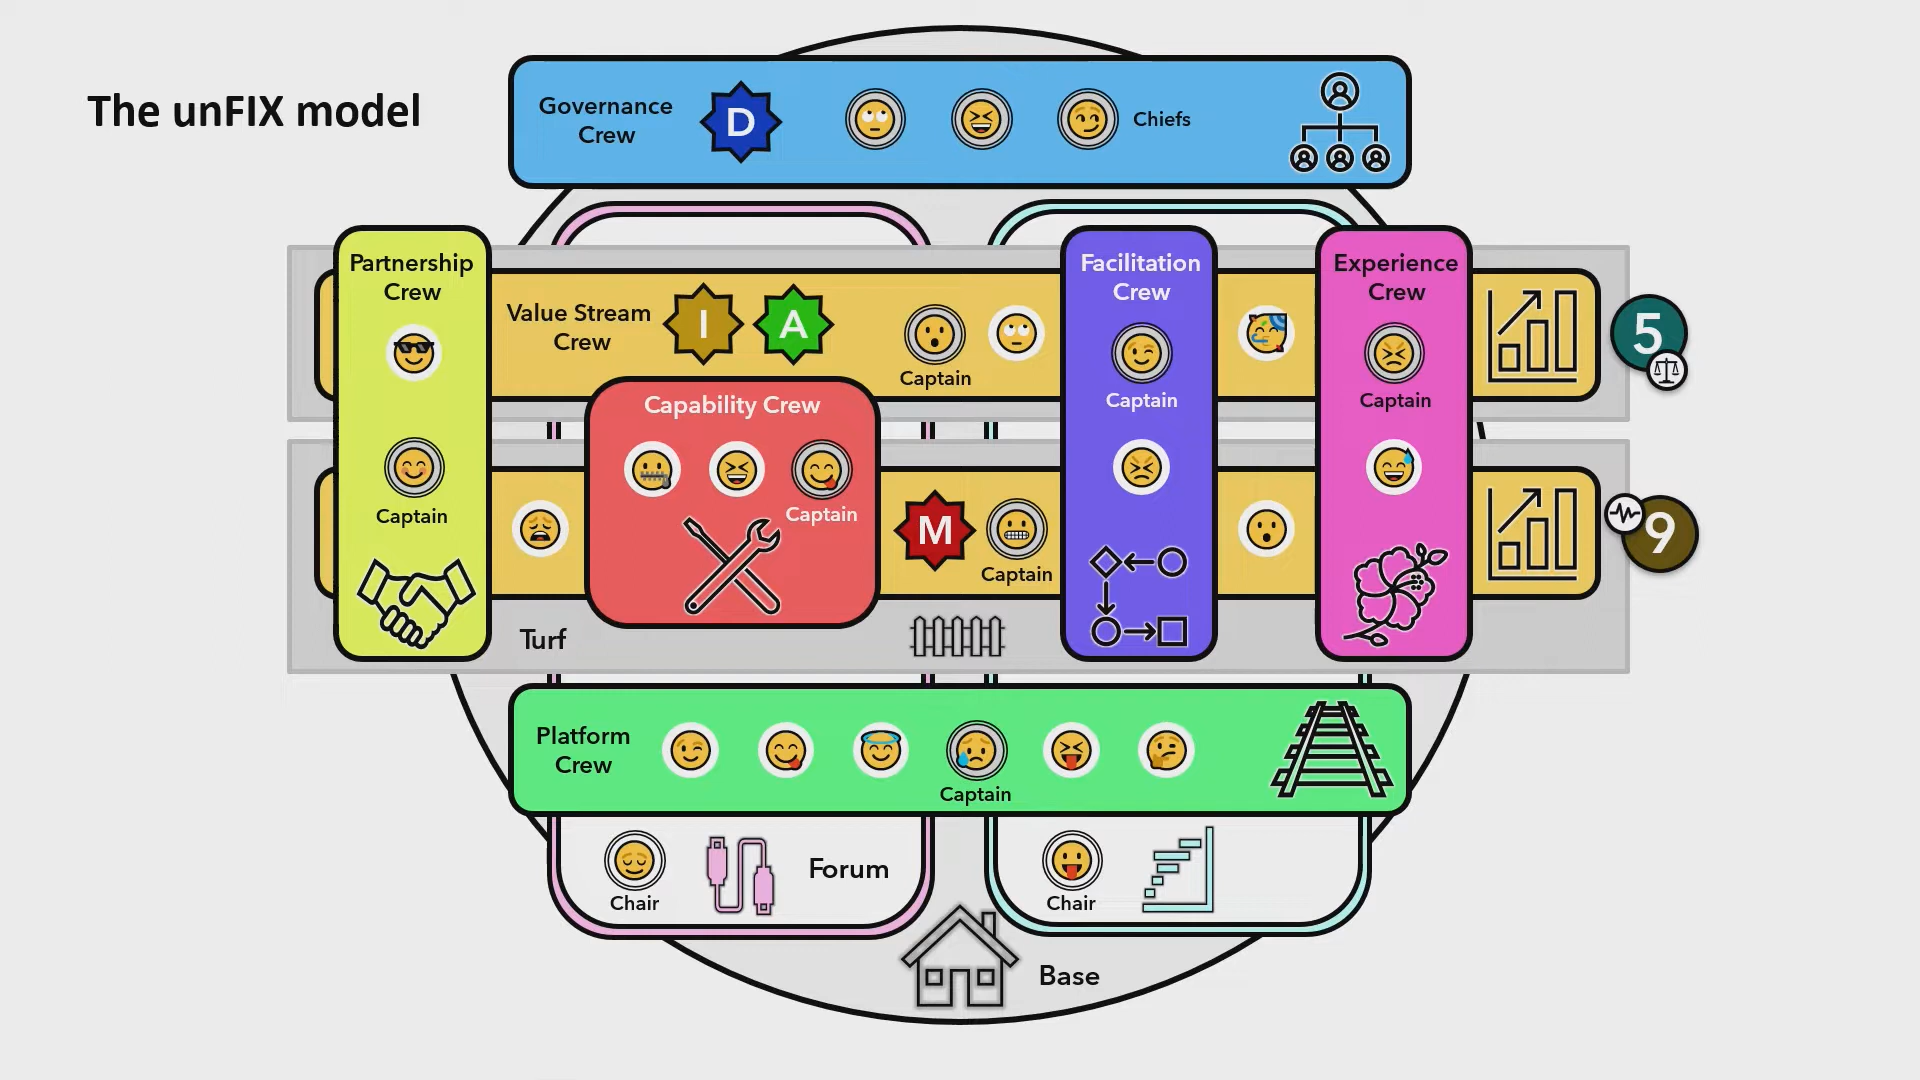 The unFIX model
Governance
Crew
D
Chiefs
Partnership
Crew
Captain
Value Stream
Crew
I
A
Captain
Facilitation
Crew
Captain
Experience
Crew
Captain
5
Capability Crew
Captain
M
Captain
9
Turf
Platform
Crew
Captain
Chair
Forum
Chair
Base